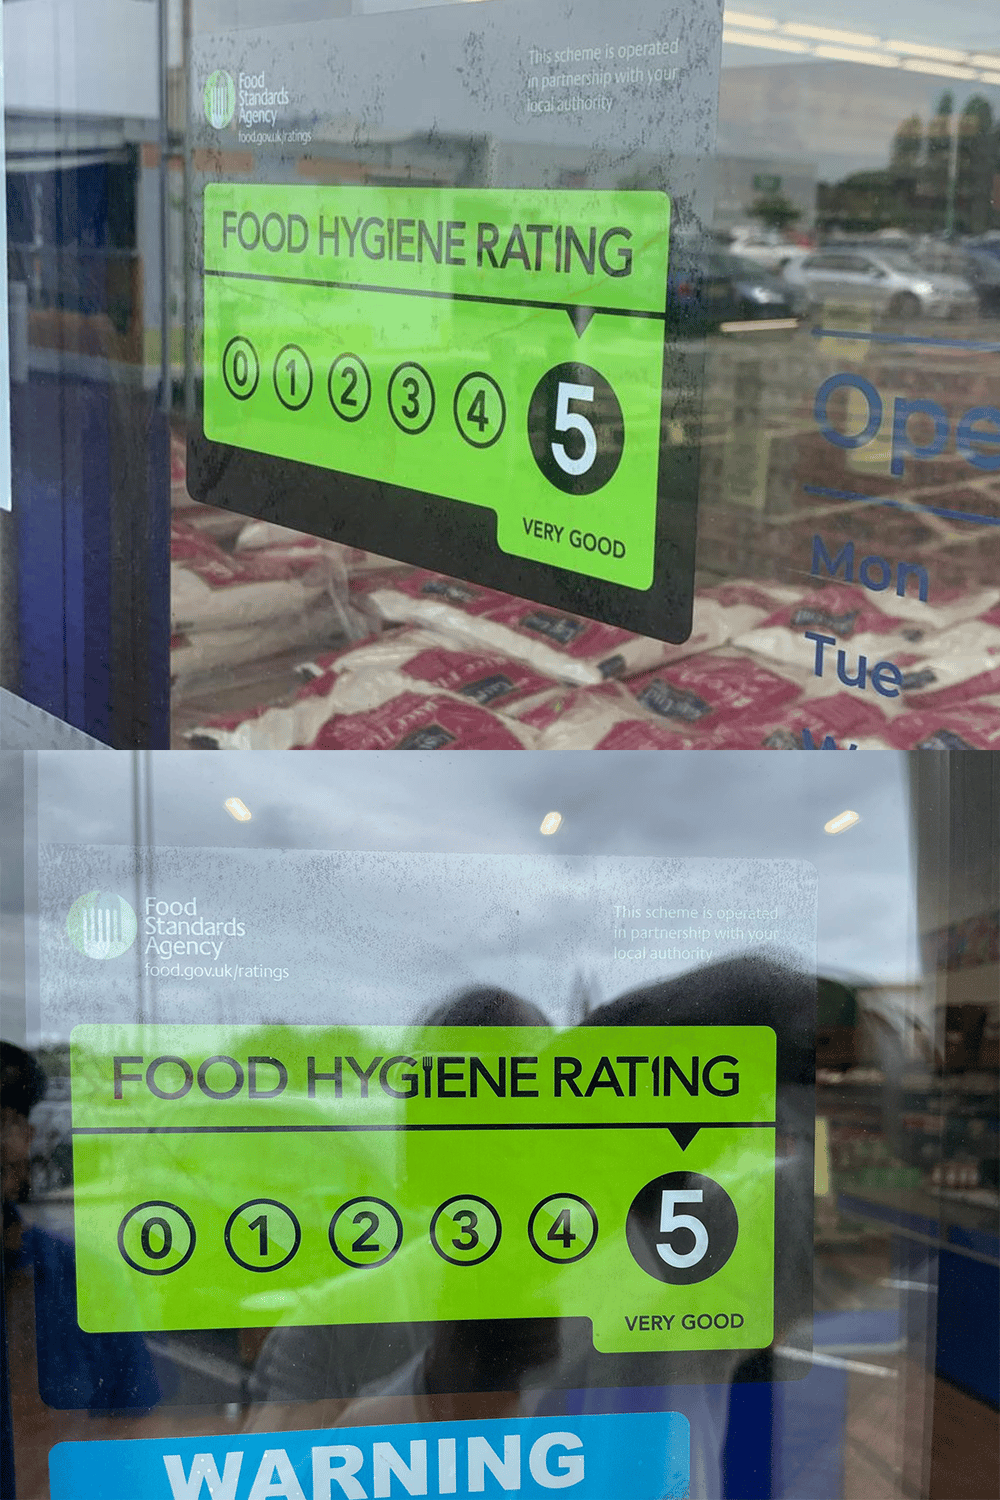 Food
Standards
Agency
food.gov.uk/ratings
This scheme is operated
in partnership with your
local authority
FOOD HYGIENE RATING
0 1 2 3 4 5
VERY GOOD
Ope
Mon
Tue
Food
Standards
Agency
food.gov.uk/ratings
This scheme is operated
in partnership with your
local authority
FOOD HYGIENE RATING
0 1 2 3 4 5
VERY GOOD
WARNING